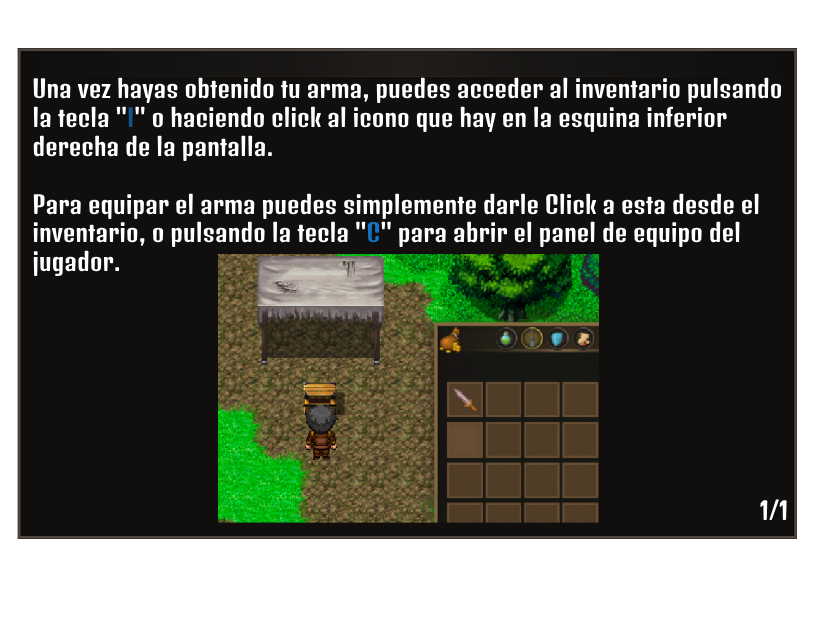 Una vez hayas obtenido tu arma, puedes acceder al inventario pulsando
la tecla "I" o haciendo click al icono que hay en la esquina inferior
derecha de la pantalla.
Para equipar el arma puedes simplemente darle Click a esta desde el
inventario, o pulsando la tecla "C" para abrir el panel de equipo del
jugador.
1/1